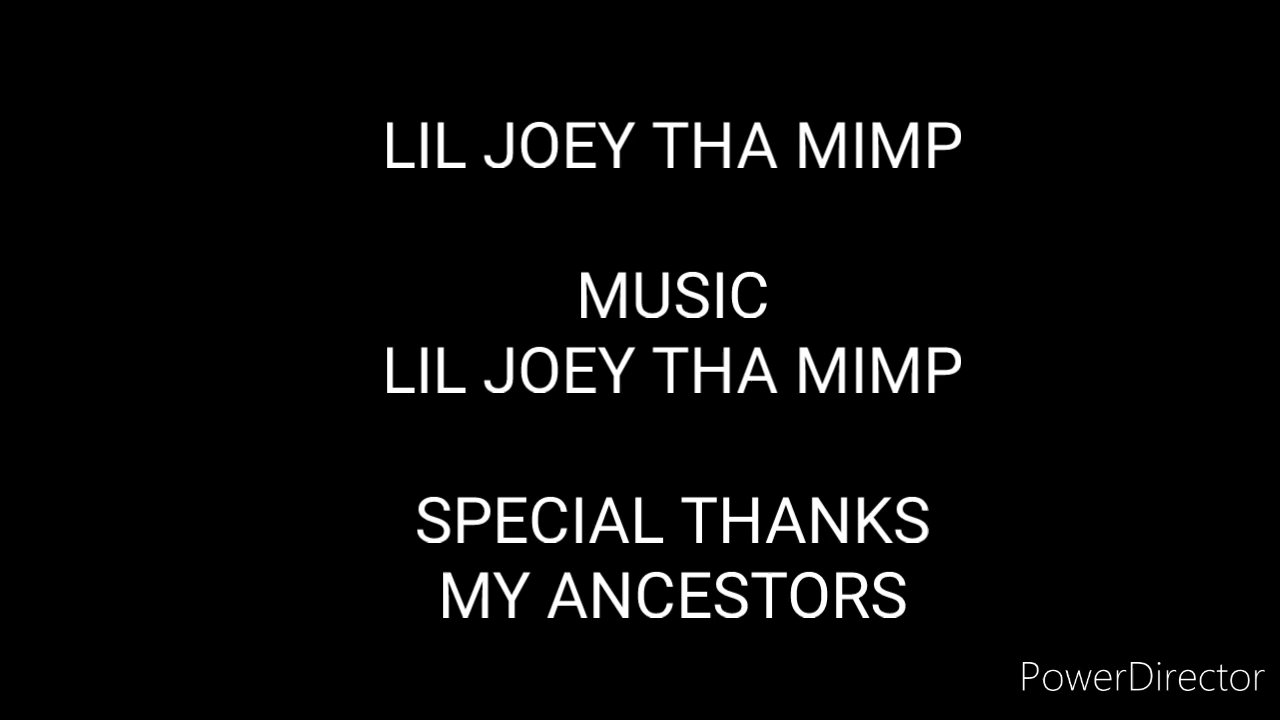 LIL JOEY THA MIMP
MUSIC
LIL JOEY THA MIMP
SPECIAL THANKS
MY ANCESTORS
PowerDirector